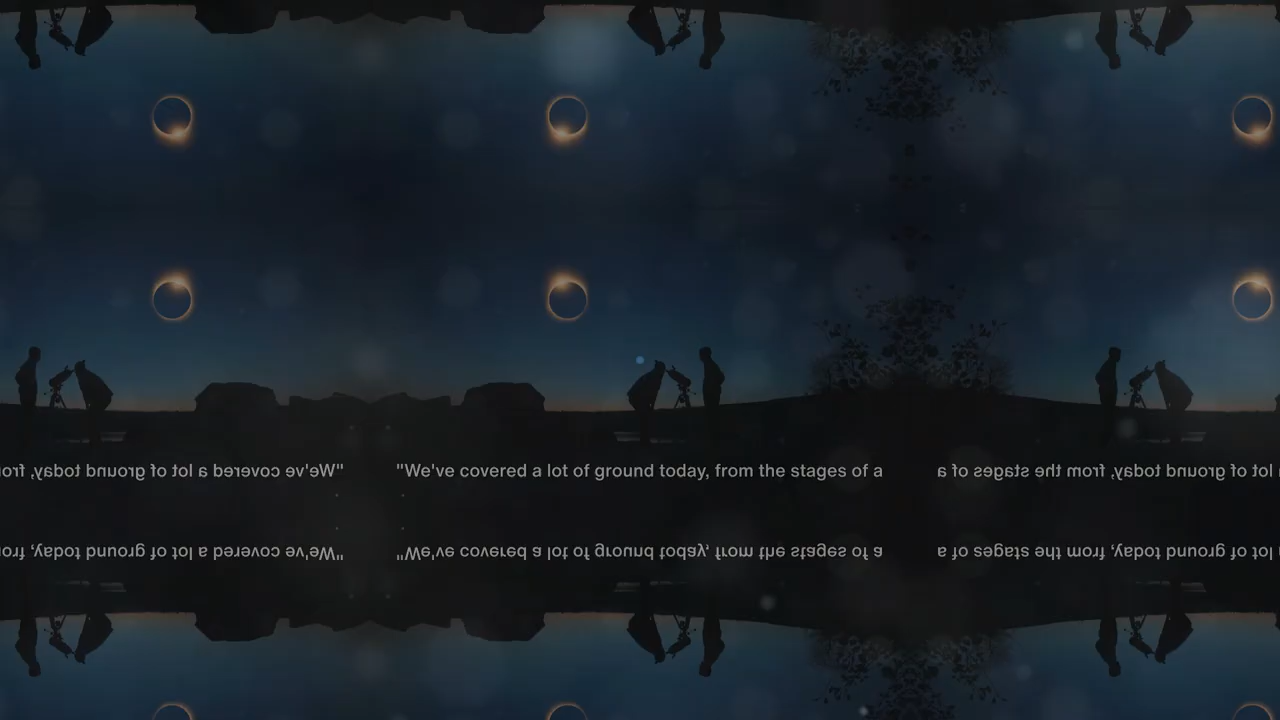 "We've covered a lot of ground today, from the stages of a